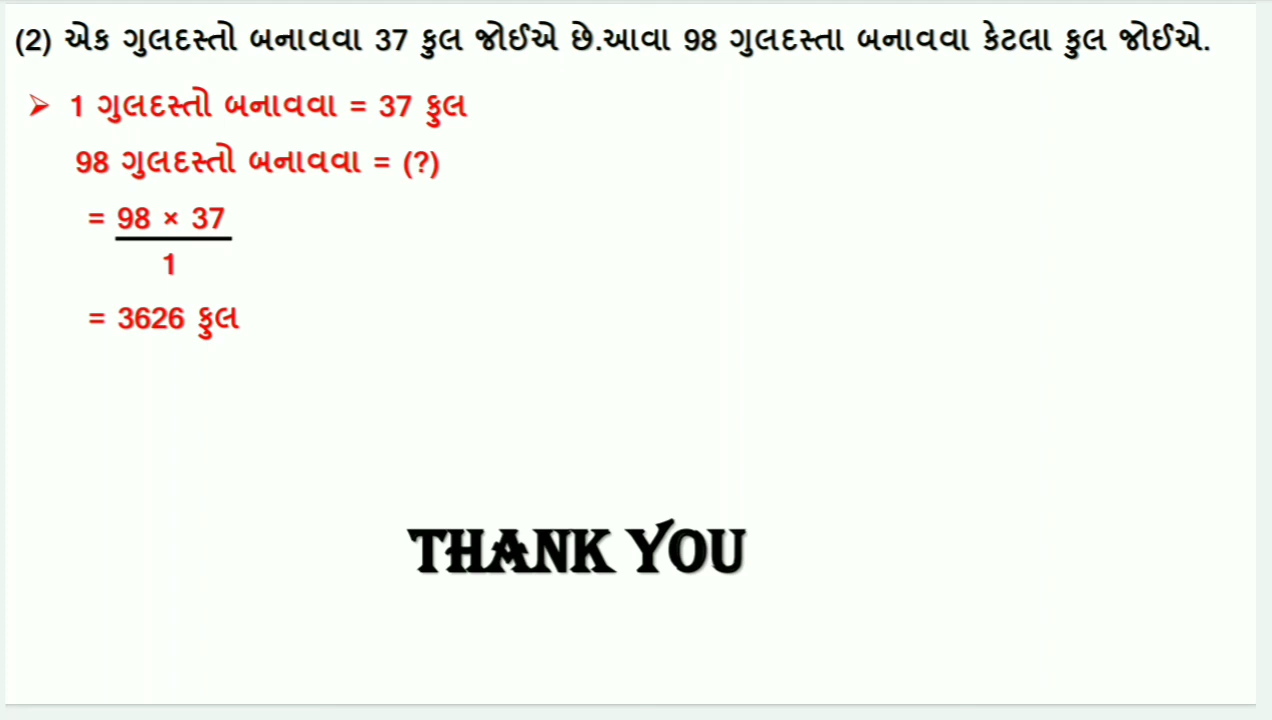 (2) એક ગુલદસ્તો બનાવવા 37 ફુલ જોઈએ છે.આવા 98 ગુલદસ્તા બનાવવા કેટલા ફુલ જોઈએ.
➢ 1 ગુલદસ્તો બનાવવા = 37 ફુલ
98 ગુલદસ્તો બનાવવા = (?)
= 98 × 37
1
= 3626 ફુલ
THANK YOU